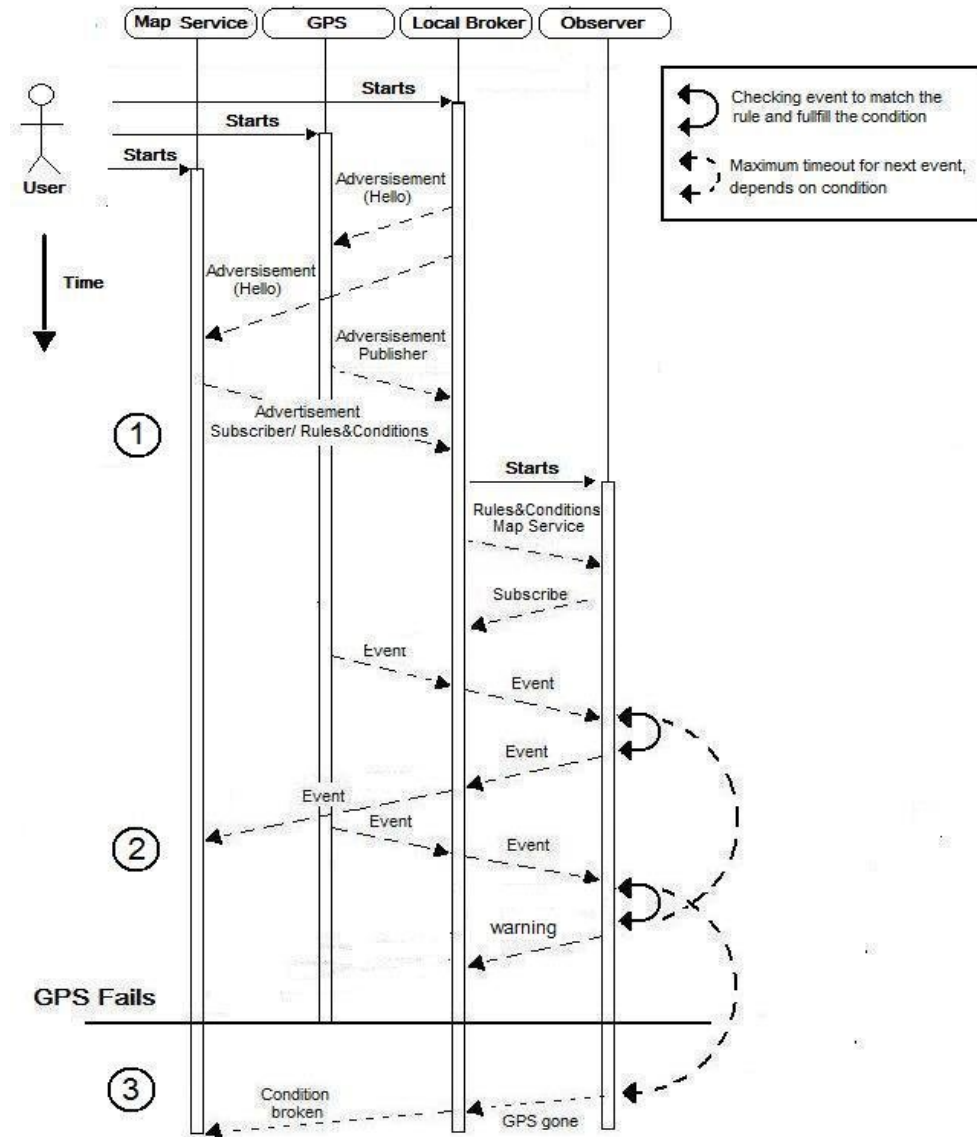 Map Service
GPS
Local Broker
Observer
Starts
Starts
Starts
User
Time
Checking event to match the
rule and fullfill the condition
Maximum timeout for next event,
depends on condition
Adversisement
(Hello)
Adversisement
(Hello)
Adversisement
Publisher
Advertisement
Subscriber/ Rules&Conditions
1
Starts
Rules&Conditions
Map Service
Subscribe
Event
Event
Event
Event
Event
Event
2
warning
GPS Fails
3
Condition
broken
GPS gone